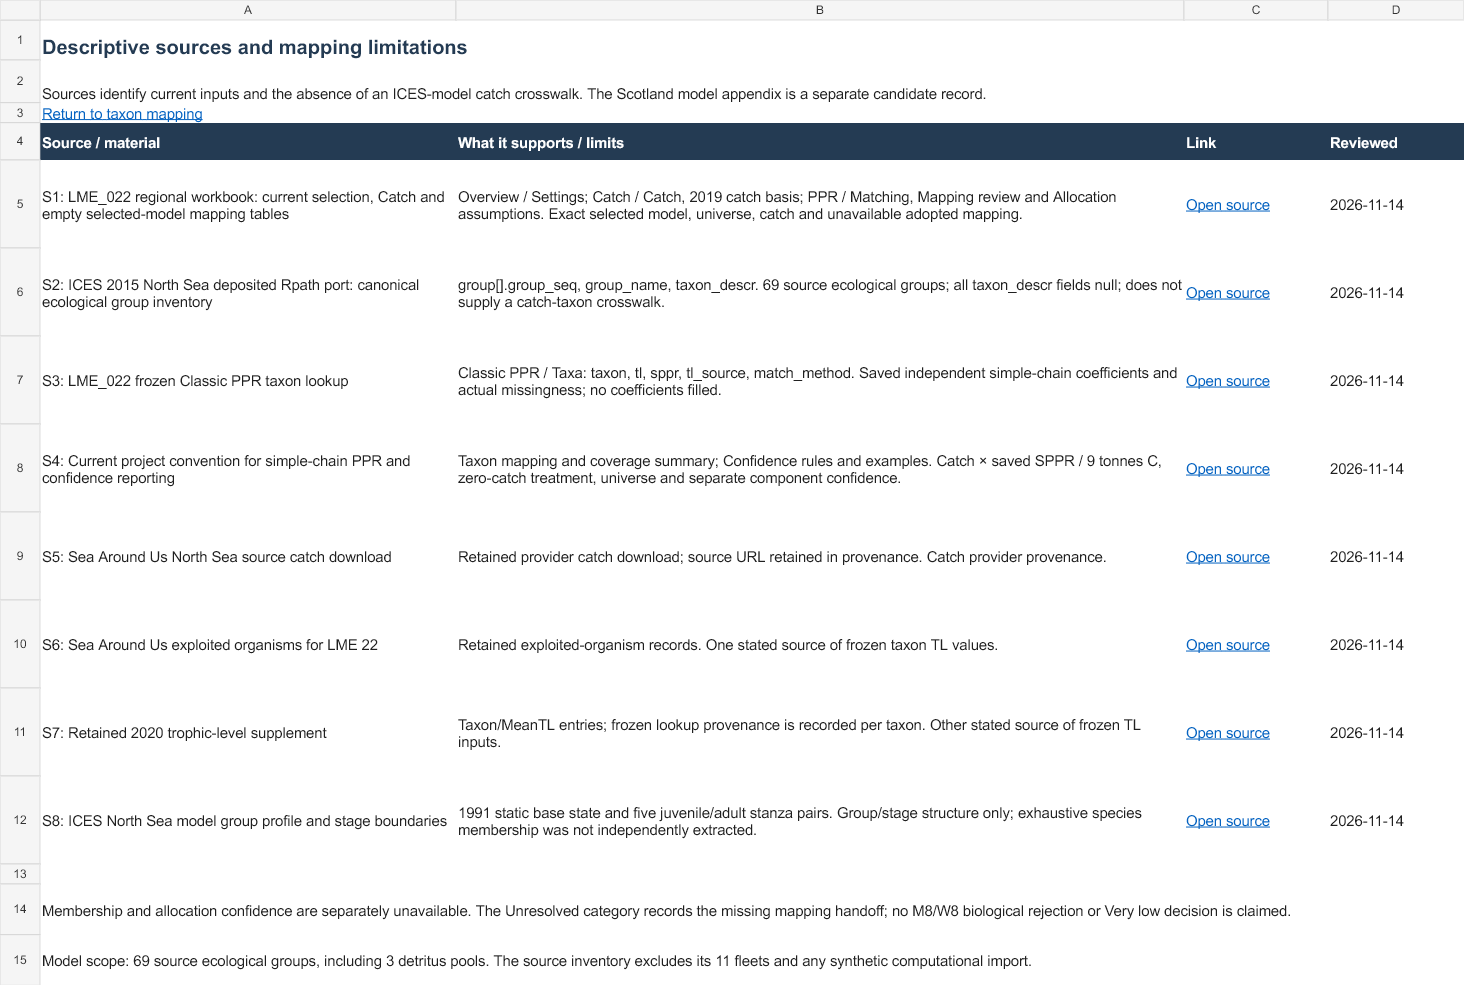 A B C D
1 Descriptive sources and mapping limitations
2 Sources identify current inputs and the absence of an ICES-model catch crosswalk. The Scotland model appendix is a separate candidate record.
3 Return to taxon mapping
4 Source / material What it supports / limits Link Reviewed
5 S1: LME_022 regional workbook: current selection, Catch and
empty selected-model mapping tables
Overview / Settings; Catch / Catch, 2019 catch basis; PPR / Matching, Mapping review and Allocation
assumptions. Exact selected model, universe, catch and unavailable adopted mapping.
Open source 2026-11-14
6 S2: ICES 2015 North Sea deposited Rpath port: canonical
ecological group inventory
group[].group_seq, group_name, taxon_descr. 69 source ecological groups; all taxon_descr fields null; does not
supply a catch-taxon crosswalk.
Open source 2026-11-14
7 S3: LME_022 frozen Classic PPR taxon lookup
Classic PPR / Taxa: taxon, tl, sppr, tl_source, match_method. Saved independent simple-chain coefficients and
actual missingness; no coefficients filled.
Open source 2026-11-14
8 S4: Current project convention for simple-chain PPR and
confidence reporting
Taxon mapping and coverage summary; Confidence rules and examples. Catch × saved SPPR / 9 tonnes C,
zero-catch treatment, universe and separate component confidence.
Open source 2026-11-14
9 S5: Sea Around Us North Sea source catch download
Retained provider catch download; source URL retained in provenance. Catch provider provenance.
Open source 2026-11-14
10 S6: Sea Around Us exploited organisms for LME 22
Retained exploited-organism records. One stated source of frozen taxon TL values.
Open source 2026-11-14
11 S7: Retained 2020 trophic-level supplement
Taxon/MeanTL entries; frozen lookup provenance is recorded per taxon. Other stated source of frozen TL
inputs.
Open source 2026-11-14
12 S8: ICES North Sea model group profile and stage boundaries
1991 static base state and five juvenile/adult stanza pairs. Group/stage structure only; exhaustive species
membership was not independently extracted.
Open source 2026-11-14
13
14 Membership and allocation confidence are separately unavailable. The Unresolved category records the missing mapping handoff; no M8/W8 biological rejection or Very low decision is claimed.
15 Model scope: 69 source ecological groups, including 3 detritus pools. The source inventory excludes its 11 fleets and any synthetic computational import.